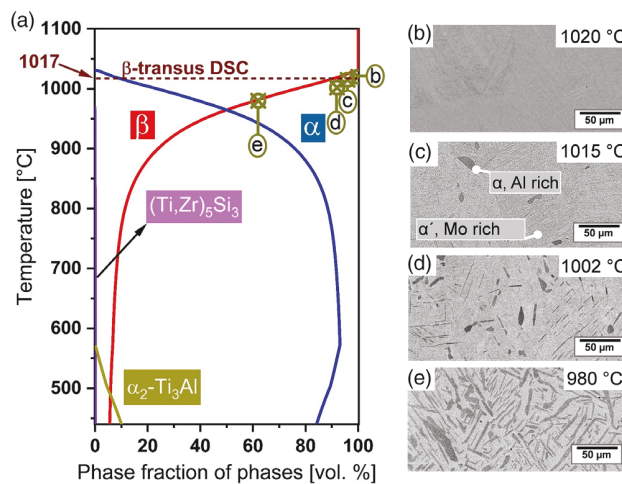 (a)
1100
1017
1000
900
800
700
600
500
Temperature [°C]
β-transus DSC
β
α
b
c
d
e
(Ti,Zr)₅Si₃
α₂-Ti₃Al
0 20 40 60 80 100
Phase fraction of phases [vol. %]
(b) 1020 °C
50 µm
(c) 1015 °C
α, Al rich
α´, Mo rich
50 µm
(d) 1002 °C
50 µm
(e) 980 °C
50 µm